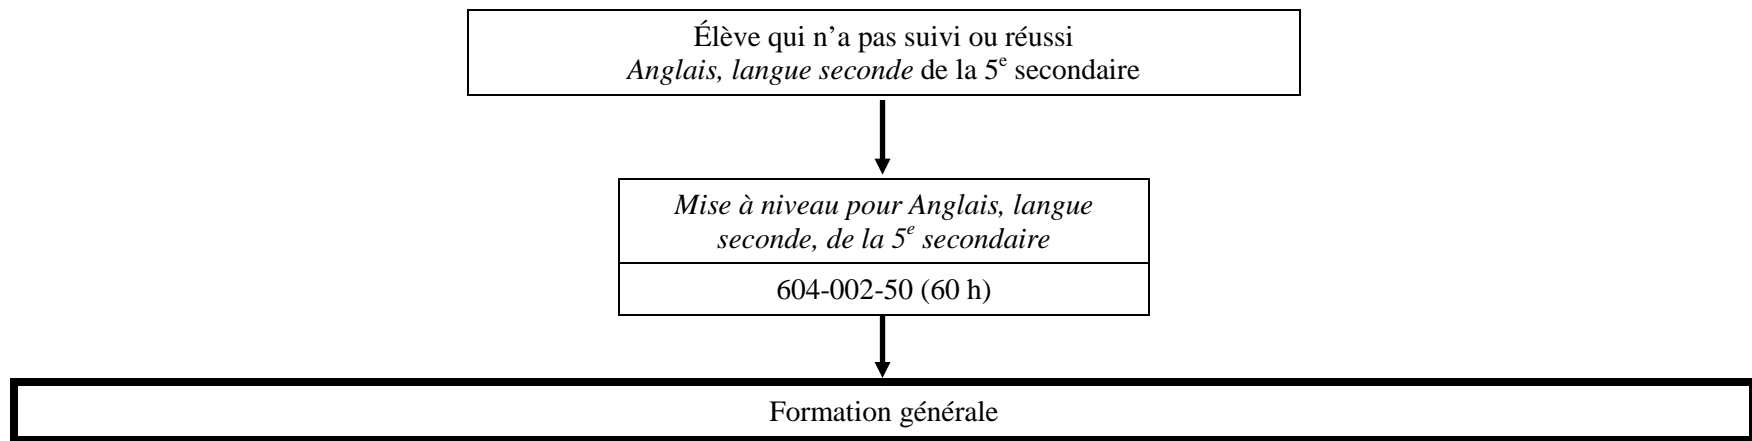 Élève qui n’a pas suivi ou réussi
Anglais, langue seconde de la 5e secondaire
Mise à niveau pour Anglais, langue
seconde, de la 5e secondaire
604-002-50 (60 h)
Formation générale